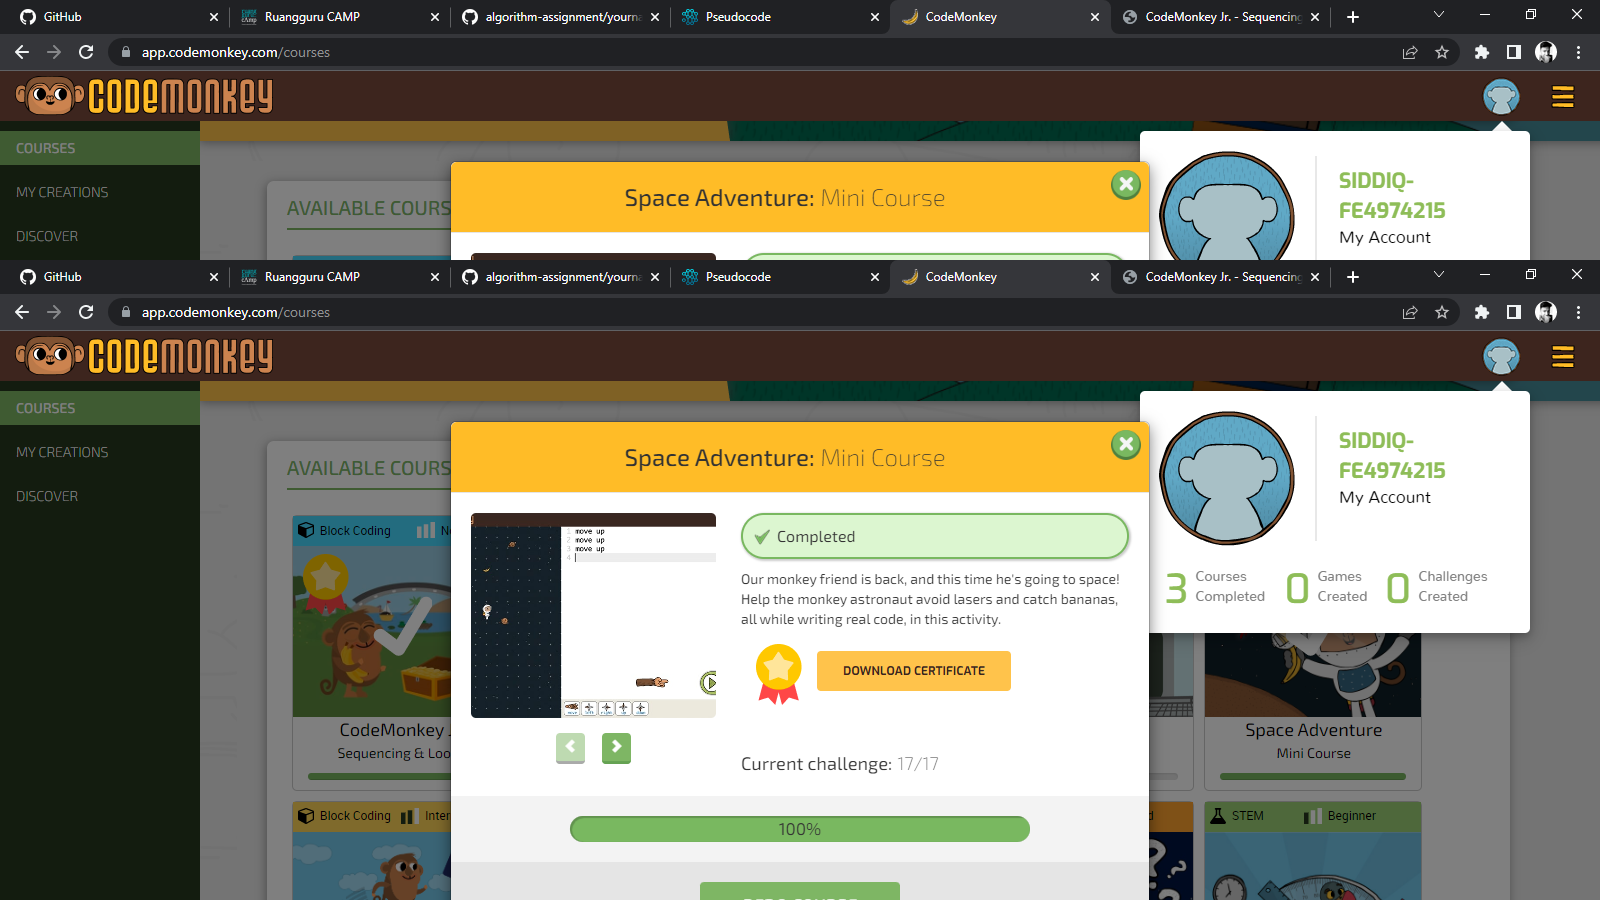 GitHub
Ruangguru CAMP
algorithm-assignment/yourna
Pseudocode
CodeMonkey
CodeMonkey Jr. - Sequencing
app.codemonkey.com/courses
CODEMONKEY
COURSES
MY CREATIONS
DISCOVER
AVAILABLE COURS
Space Adventure: Mini Course
SIDDIQ-
FE4974215
My Account
GitHub
Ruangguru CAMP
algorithm-assignment/yourna
Pseudocode
CodeMonkey
CodeMonkey Jr. - Sequencing
app.codemonkey.com/courses
CODEMONKEY
COURSES
MY CREATIONS
DISCOVER
AVAILABLE COURS
Space Adventure: Mini Course
SIDDIQ-
FE4974215
My Account
3 Courses Completed
0 Games Created
0 Challenges Created
Block Coding
CodeMonkey J
Sequencing & Loo
1 move up
2 move up
3 move up
4
Completed
Our monkey friend is back, and this time he's going to space!
Help the monkey astronaut avoid lasers and catch bananas,
all while writing real code, in this activity.
DOWNLOAD CERTIFICATE
Current challenge: 17/17
100%
Space Adventure
Mini Course
Block Coding
Inter
STEM
Beginner